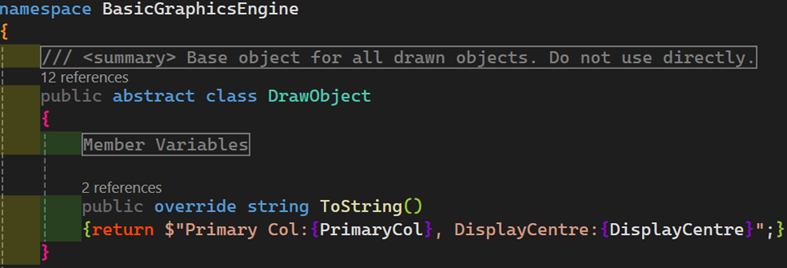 namespace BasicGraphicsEngine
{
/// <summary> Base object for all drawn objects. Do not use directly.
12 references
public abstract class DrawObject
{
Member Variables
2 references
public override string ToString()
{return $"Primary Col:{PrimaryCol}, DisplayCentre:{DisplayCentre}";}
}